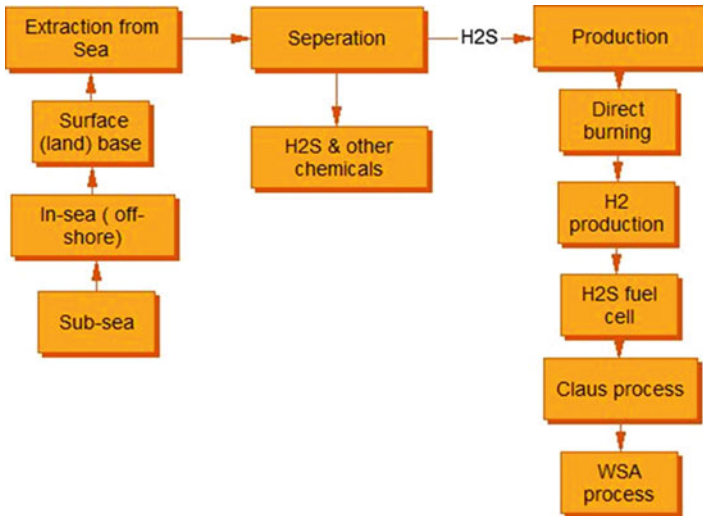 Extraction from
Sea
Seperation
H2S
Production
Surface
(land) base
H2S & other
chemicals
Direct
burning
In-sea ( off-
shore)
H2
production
Sub-sea
H2S fuel
cell
Claus process
WSA
process